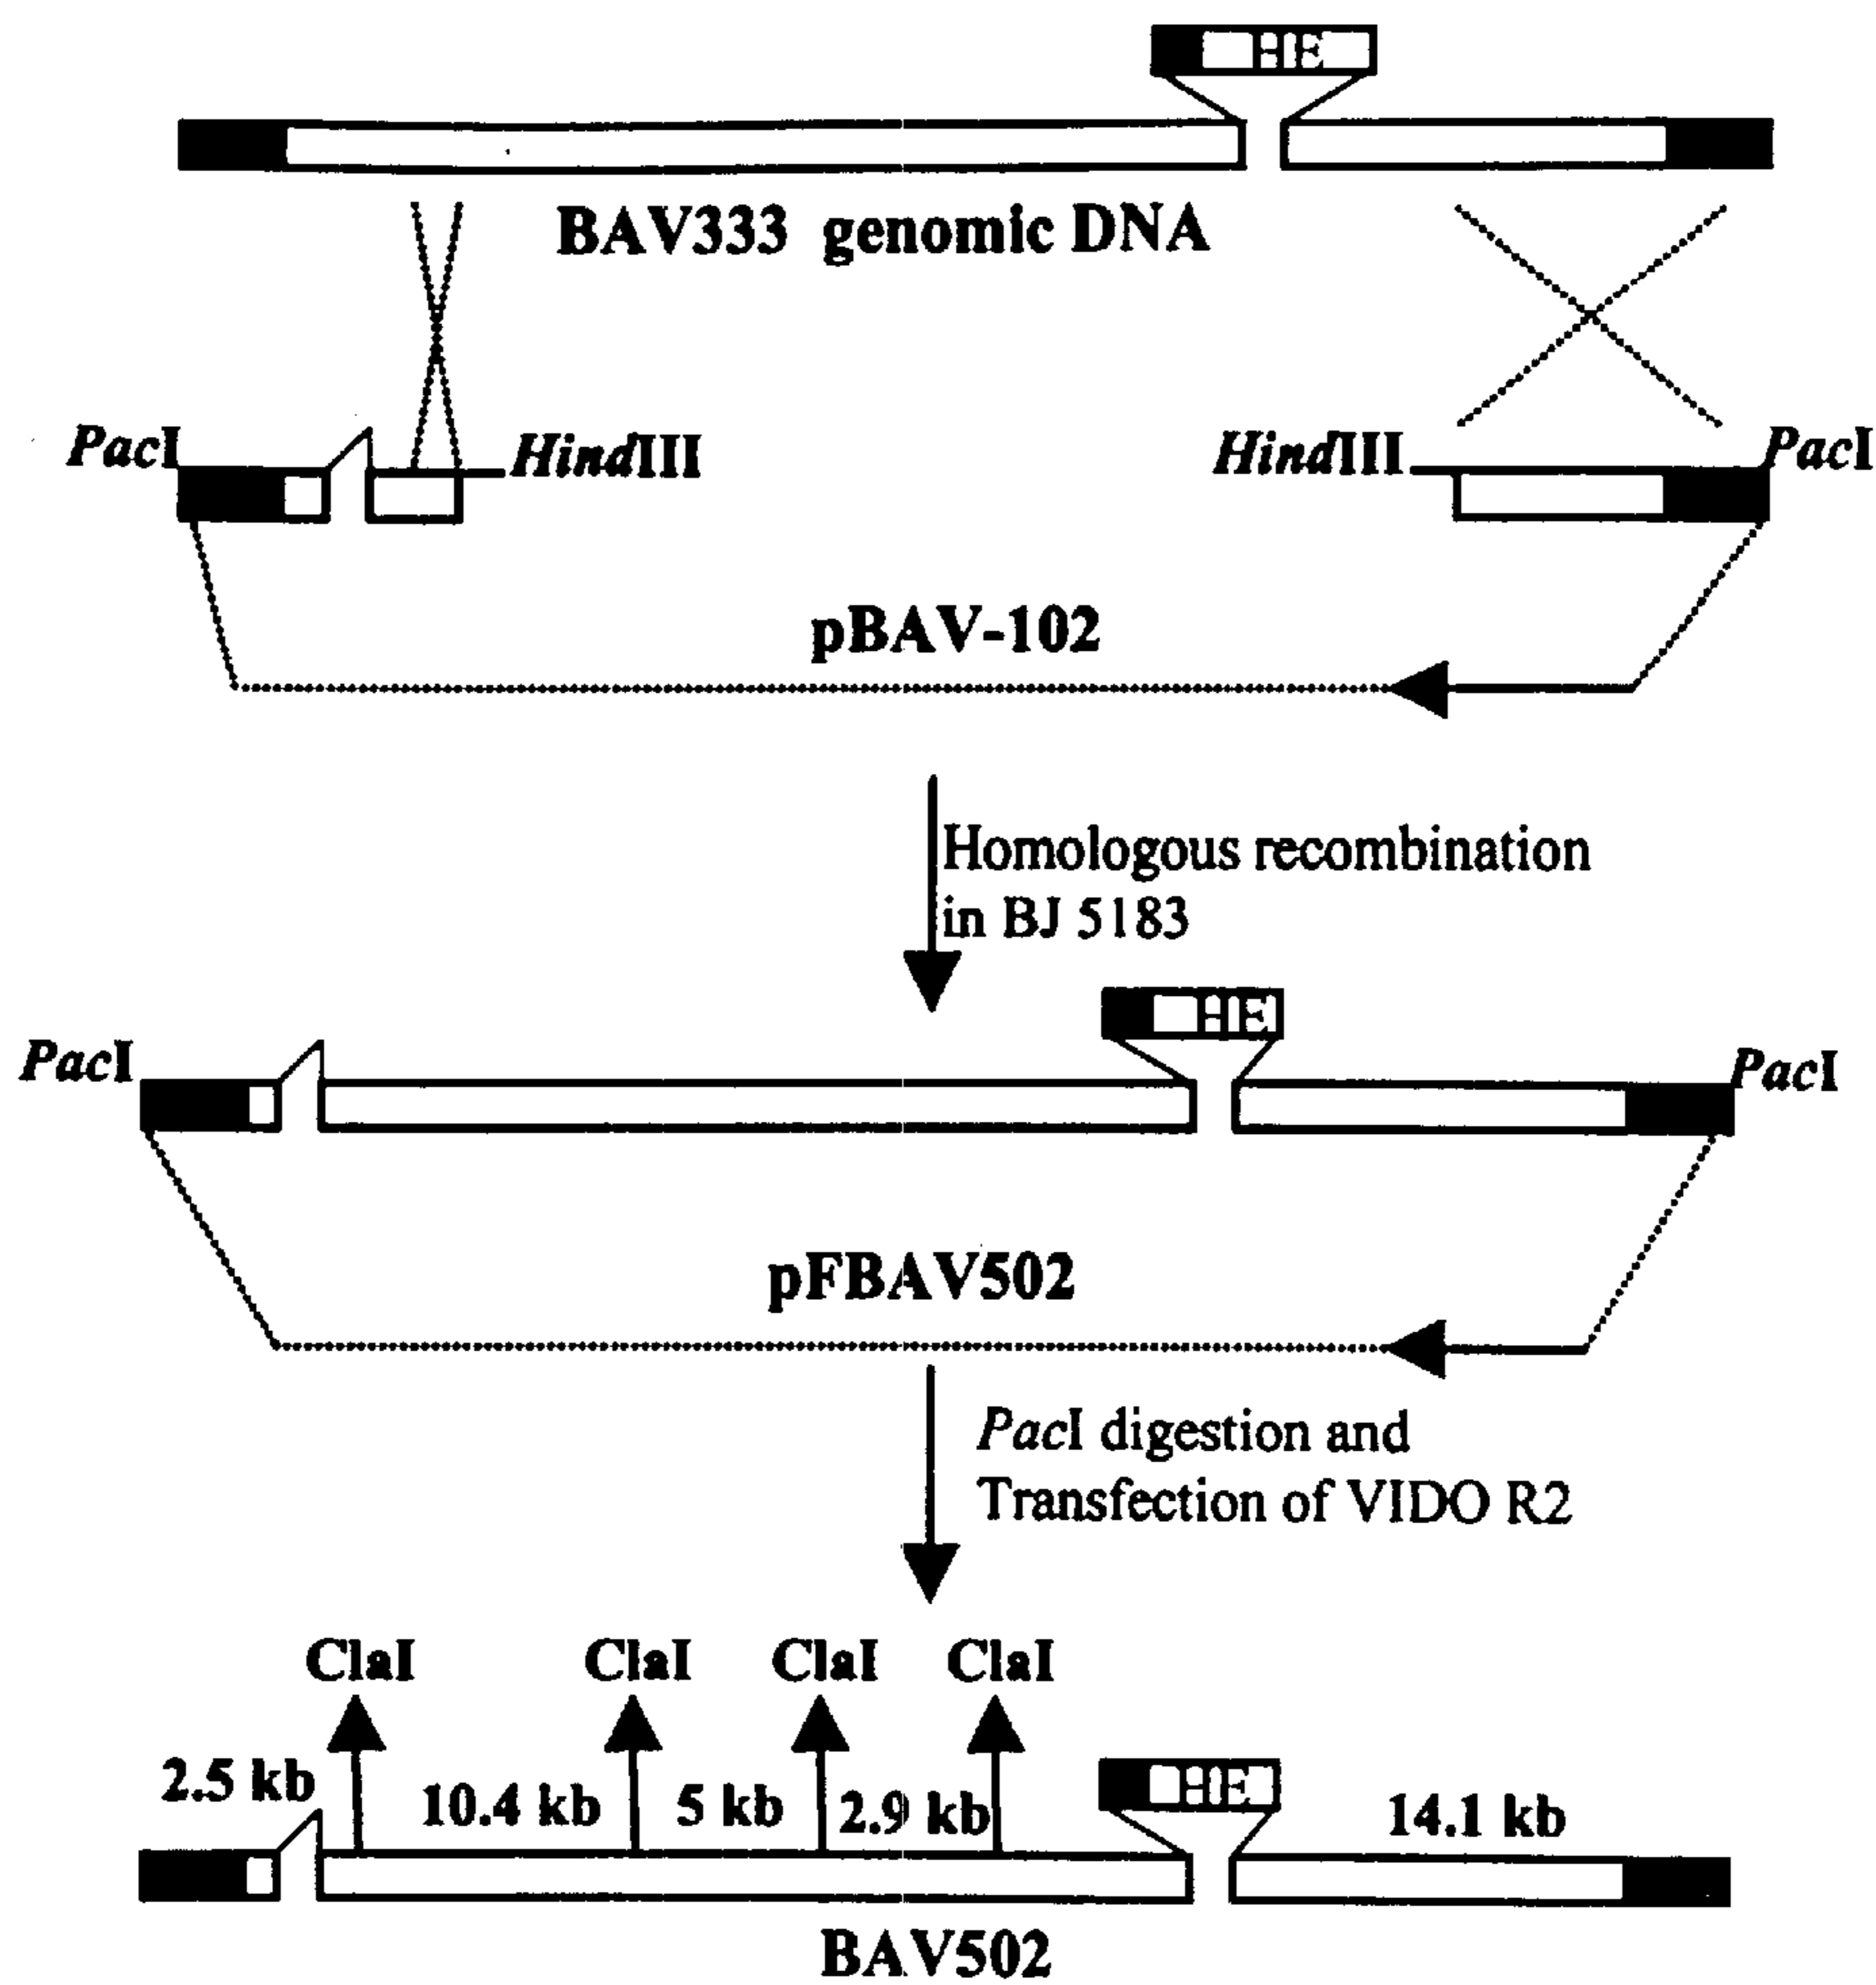 HE
BAV333 genomic DNA
PacI
HindIII
HindIII
PacI
pBAV-102
Homologous recombination
in BJ 5183
HE
PacI
PacI
pFBAV502
PacI digestion and
Transfection of VIDO R2
ClaI ClaI ClaI ClaI
2.5 kb
10.4 kb
5 kb
2.9 kb
HE
14.1 kb
BAV502